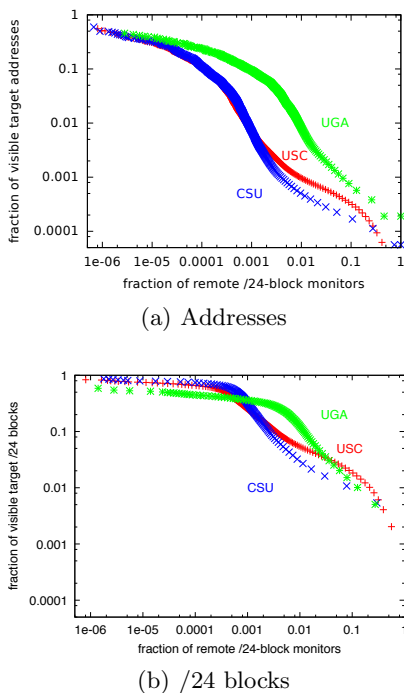 fraction of visible target addresses
1
0.1
0.01
0.001
0.0001
UGA
USC
CSU
1e-06 1e-05 0.0001 0.001 0.01 0.1 1
fraction of remote /24-block monitors
(a) Addresses
fraction of visible target /24 blocks
1
0.1
0.01
0.001
0.0001
UGA
USC
CSU
1e-06 1e-05 0.0001 0.001 0.01 0.1 1
fraction of remote /24-block monitors
(b) /24 blocks